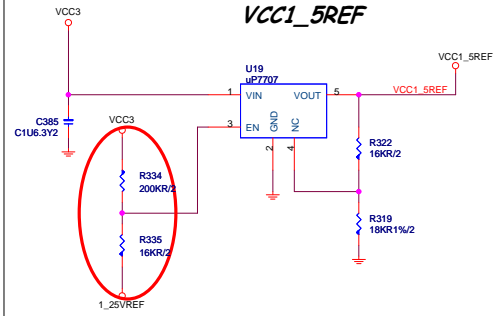 VCC1_5REF
VCC3
VCC1_5REF
U19
uP7707
1
VIN
VOUT
5
VCC1_5REF
C385
C1U6.3Y2
VCC3
3
EN
GND
NC
2
4
R322
16KR/2
R334
200KR/2
R319
18KR1%/2
R335
16KR/2
1_25VREF